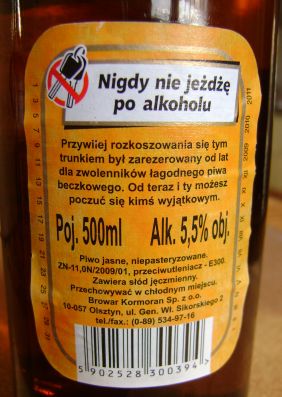 Nigdy nie jeżdżę
po alkoholu
Przywilej rozkoszowania się tym
trunkiem był zarezerowany od lat
dla zwolenników łagodnego piwa
beczkowego. Od teraz i ty możesz
poczuć się kimś wyjątkowym.
Poj. 500ml Alk. 5,5% obj.
Piwo jasne, niepasteryzowane.
ZN-11,0N/2009/01, przeciwutleniacz - E300.
Zawiera słód jęczmienny.
Przechowywać w chłodnym miejscu.
Browar Kormoran Sp. z o.o.
10-057 Olsztyn, ul. Gen. Wł. Sikorskiego 2
tel./fax.: (0-89) 534-97-16
5 902528 300394